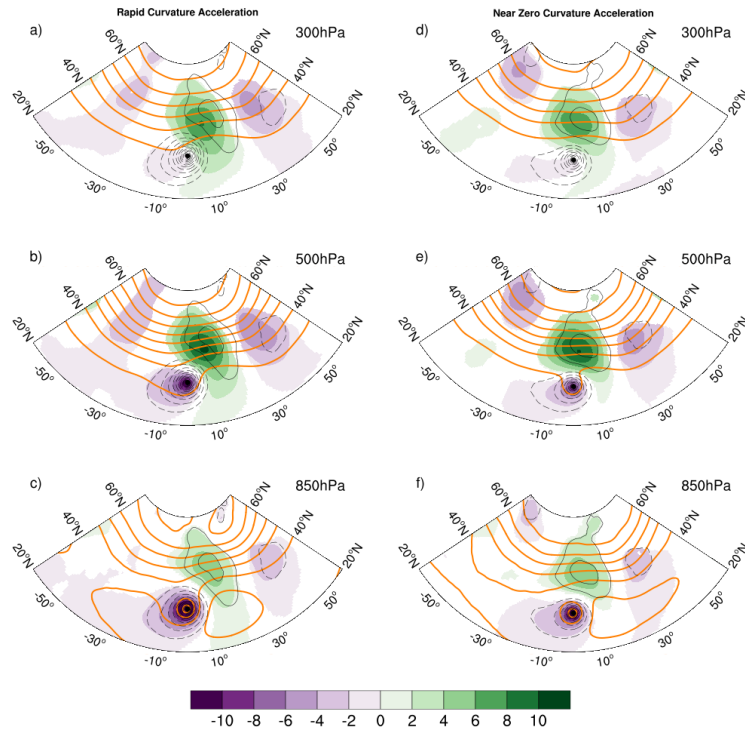 Rapid Curvature Acceleration
Near Zero Curvature Acceleration
a)
300hPa
60°N
60°N
40°N
40°N
20°N
20°N
-50°
50°
-30°
30°
-10°
10°
d)
300hPa
60°N
60°N
40°N
40°N
20°N
20°N
-50°
50°
-30°
30°
-10°
10°
b)
500hPa
60°N
60°N
40°N
40°N
20°N
20°N
-50°
50°
-30°
30°
-10°
10°
e)
500hPa
60°N
60°N
40°N
40°N
20°N
20°N
-50°
50°
-30°
30°
-10°
10°
c)
850hPa
60°N
60°N
40°N
40°N
20°N
20°N
-50°
50°
-30°
30°
-10°
10°
f)
850hPa
60°N
60°N
40°N
40°N
20°N
20°N
-50°
50°
-30°
30°
-10°
10°
-10 -8 -6 -4 -2 0 2 4 6 8 10